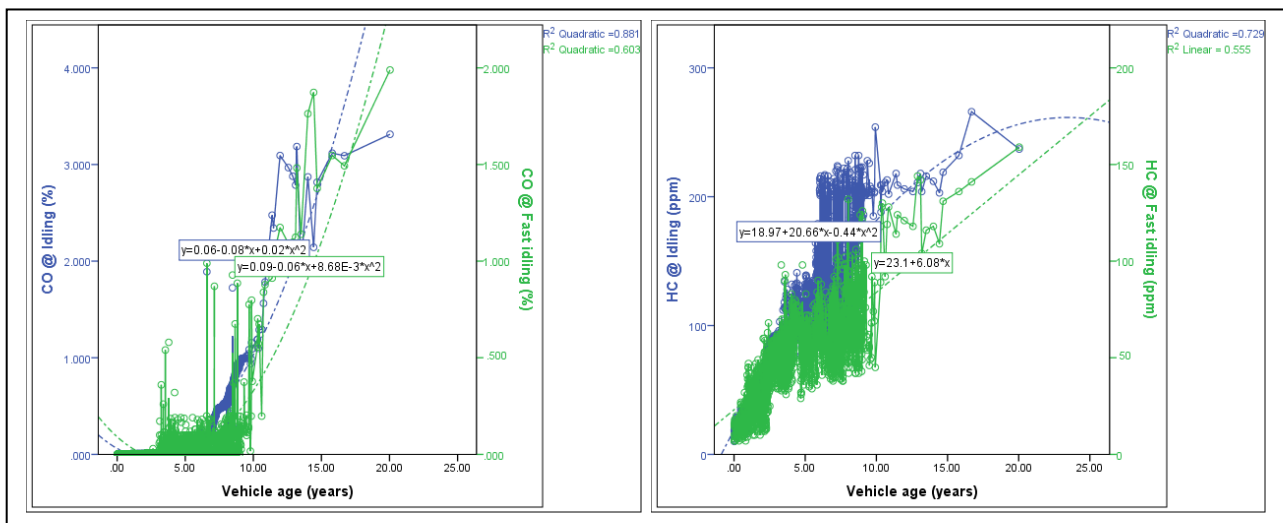 R² Quadratic =0.881
R² Quadratic =0.603
4.000
3.000
2.000
1.000
.000
CO @ Idling (%)
y=0.06-0.08*x+0.02*x^2
y=0.09-0.06*x+8.68E-3*x^2
2.000
1.500
1.000
.500
.000
CO @ Fast idling (%)
.00 5.00 10.00 15.00 20.00 25.00
Vehicle age (years)
R² Quadratic =0.729
R² Linear = 0.555
300
200
100
0
HC @ Idling (ppm)
y=18.97+20.66*x-0.44*x^2
y=23.1+6.08*x
200
150
100
50
0
HC @ Fast idling (ppm)
.00 5.00 10.00 15.00 20.00 25.00
Vehicle age (years)